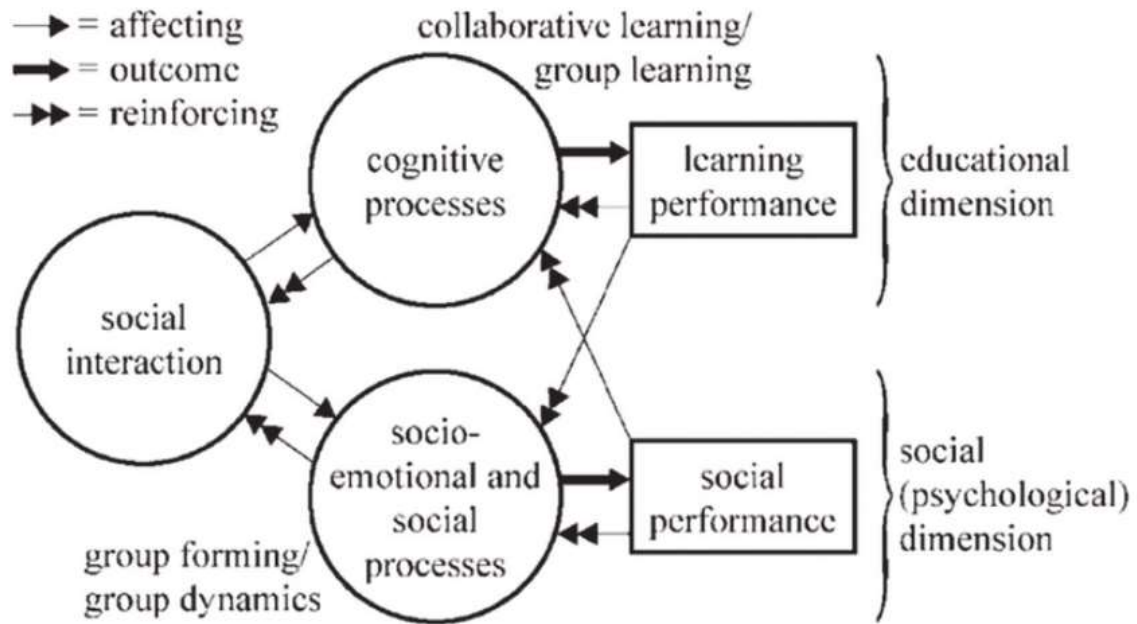 = affecting
= outcome
= reinforcing
collaborative learning/
group learning
cognitive
processes
learning
performance
educational
dimension
social
interaction
socio-
emotional and
social
processes
social
performance
social
(psychological)
dimension
group forming/
group dynamics